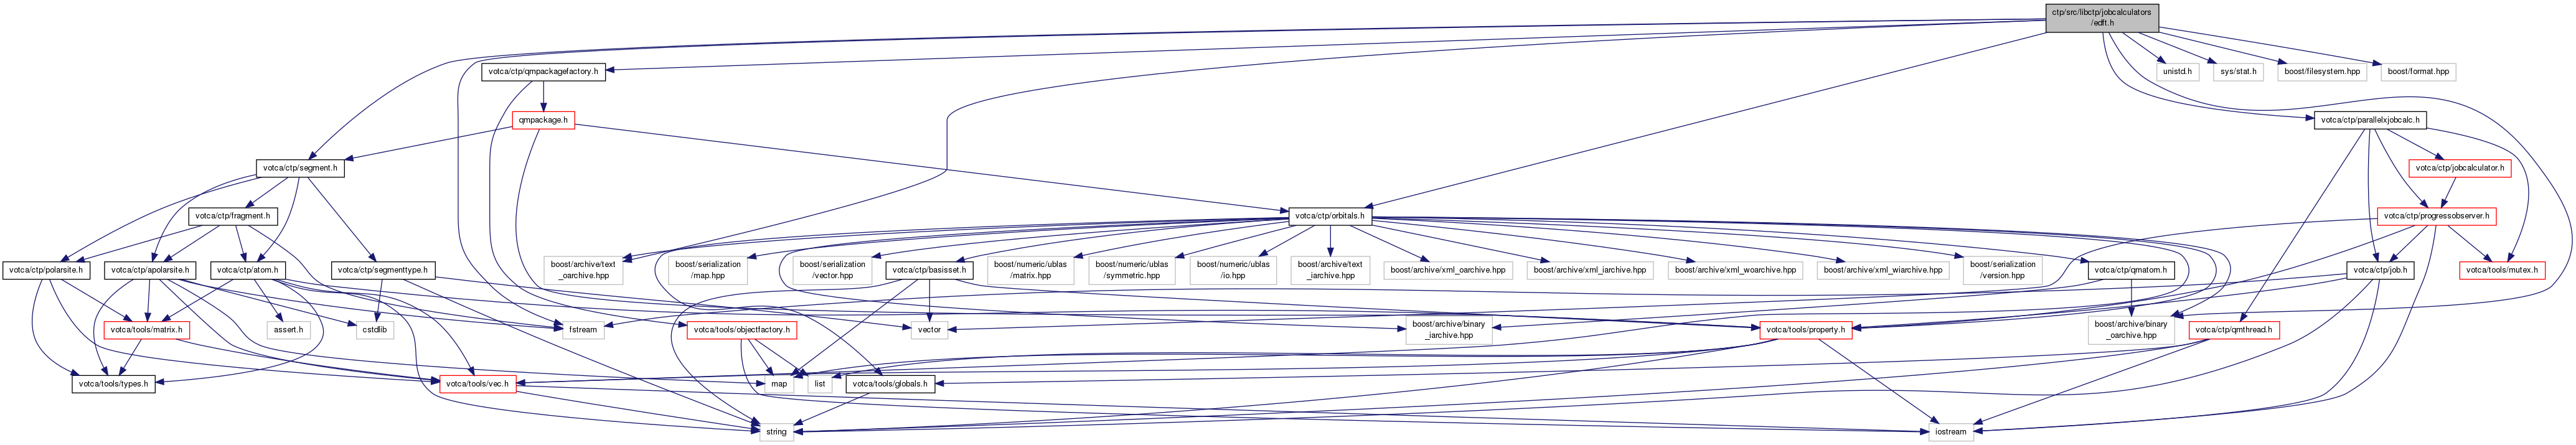 ctp/src/libctp/jobcalculators
/edft.h
votca/ctp/qmpackagefactory.h
unistd.h
sys/stat.h
boost/filesystem.hpp
boost/format.hpp
qmpackage.h
votca/ctp/parallelxjobcalc.h
votca/ctp/segment.h
votca/ctp/jobcalculator.h
votca/ctp/fragment.h
votca/ctp/orbitals.h
votca/ctp/progressobserver.h
votca/ctp/polarsite.h
votca/ctp/apolarsite.h
votca/ctp/atom.h
votca/ctp/segmenttype.h
boost/archive/text
_oarchive.hpp
boost/serialization
/map.hpp
boost/serialization
/vector.hpp
votca/ctp/basisset.h
boost/numeric/ublas
/matrix.hpp
boost/numeric/ublas
/symmetric.hpp
boost/numeric/ublas
/io.hpp
boost/archive/text
_iarchive.hpp
boost/archive/xml_oarchive.hpp
boost/archive/xml_iarchive.hpp
boost/archive/xml_woarchive.hpp
boost/archive/xml_wiarchive.hpp
boost/serialization
/version.hpp
votca/ctp/qmatom.h
votca/ctp/job.h
votca/tools/mutex.h
votca/tools/matrix.h
assert.h
cstdlib
fstream
votca/tools/objectfactory.h
vector
boost/archive/binary
_iarchive.hpp
votca/tools/property.h
boost/archive/binary
_oarchive.hpp
votca/ctp/qmthread.h
votca/tools/types.h
votca/tools/vec.h
map
list
votca/tools/globals.h
string
iostream